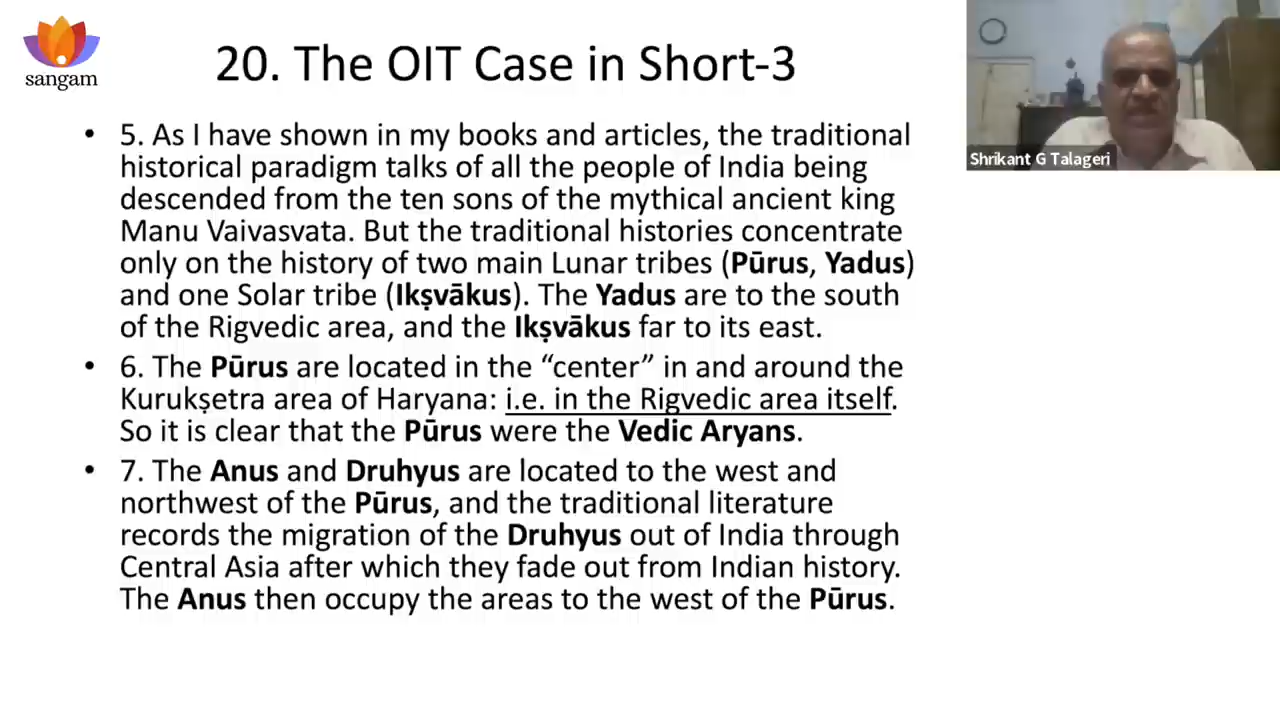 sangam
20. The OIT Case in Short-3
• 5. As I have shown in my books and articles, the traditional
historical paradigm talks of all the people of India being
descended from the ten sons of the mythical ancient king
Manu Vaivasvata. But the traditional histories concentrate
only on the history of two main Lunar tribes (Pūrus, Yadus)
and one Solar tribe (Ikṣvākus). The Yadus are to the south
of the Rigvedic area, and the Ikṣvākus far to its east.
• 6. The Pūrus are located in the “center” in and around the
Kurukṣetra area of Haryana: i.e. in the Rigvedic area itself.
So it is clear that the Pūrus were the Vedic Aryans.
• 7. The Anus and Druhyus are located to the west and
northwest of the Pūrus, and the traditional literature
records the migration of the Druhyus out of India through
Central Asia after which they fade out from Indian history.
The Anus then occupy the areas to the west of the Pūrus.
Shrikant G Talageri